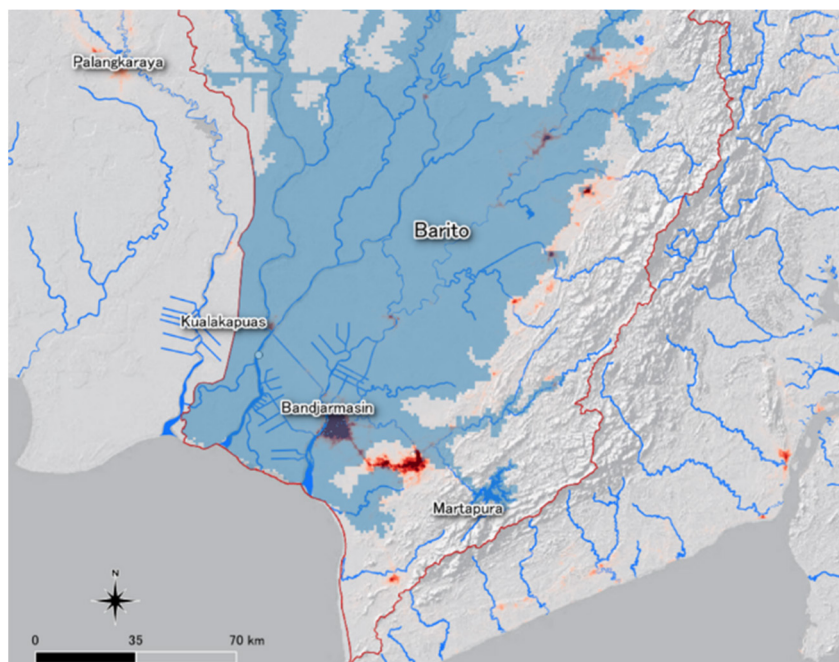 Palangkaraya
Barito
Kualakapuas
Bandjarmasin
Martapura
N
0 35 70 km